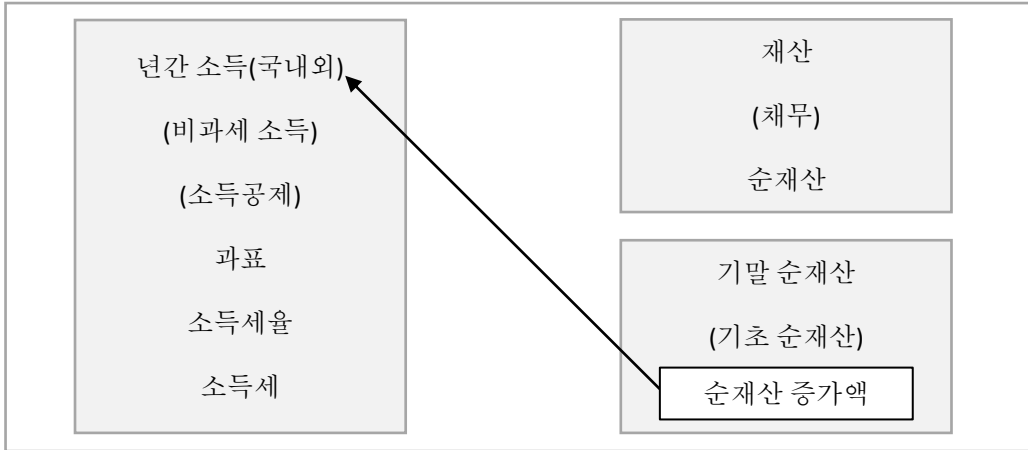 년간 소득(국내외)
(비과세 소득)
(소득공제)
과표
소득세율
소득세
재산
(채무)
순재산
기말 순재산
(기초 순재산)
순재산 증가액